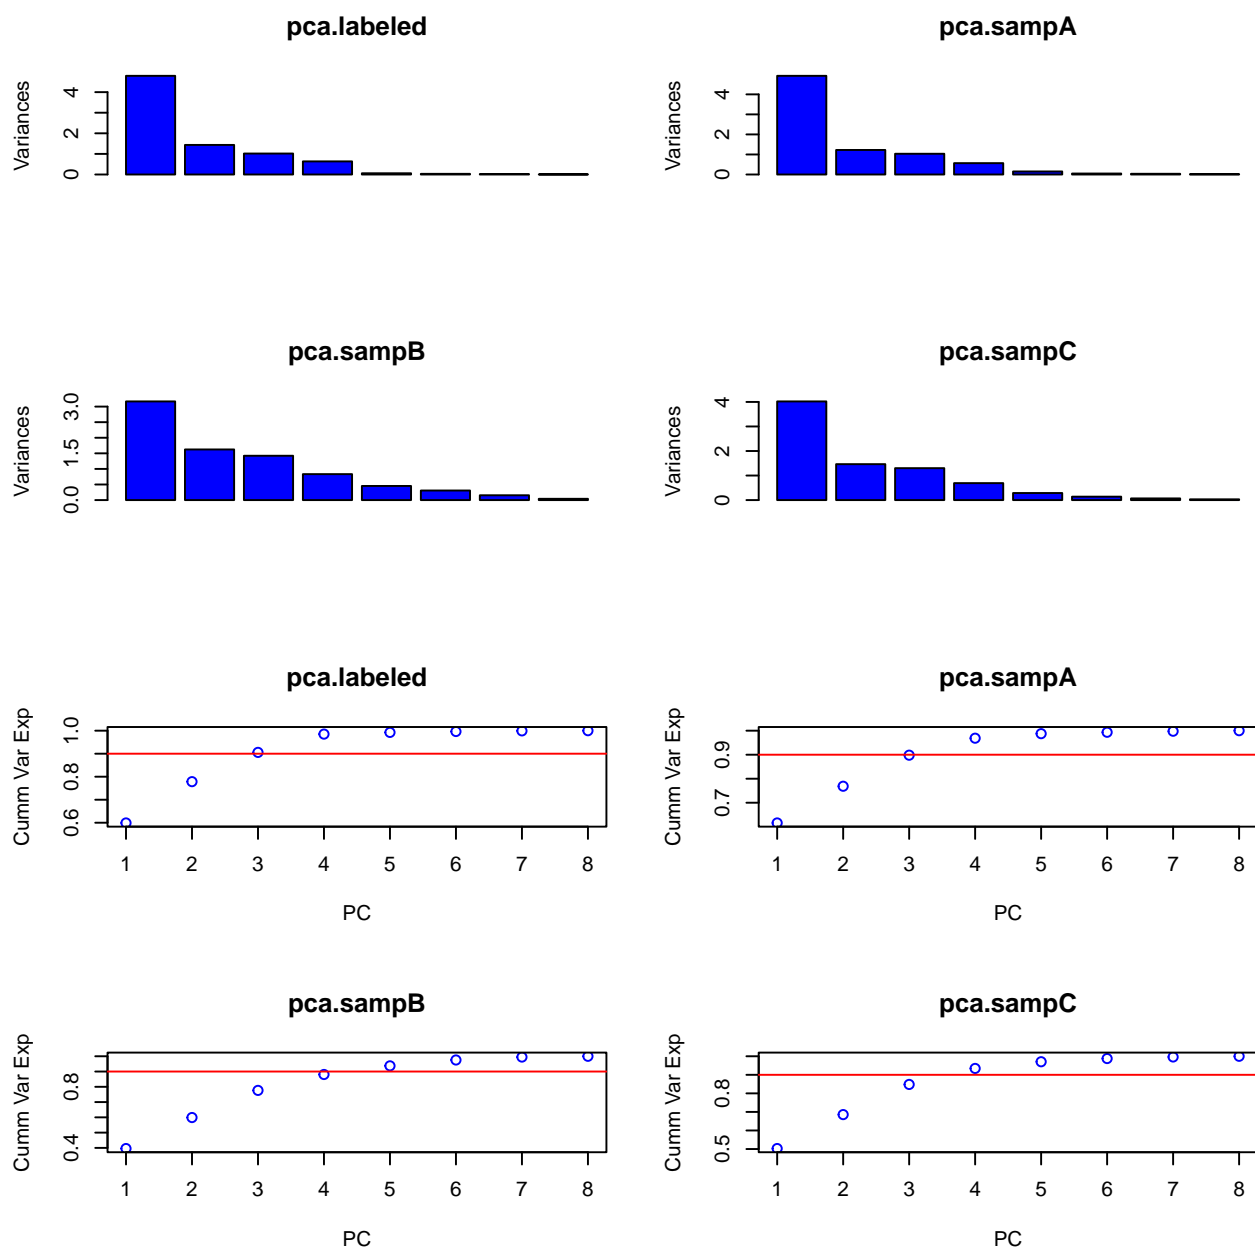 pca.labeled
Variances
0 2 4
pca.sampA
Variances
0 2 4
pca.sampB
Variances
0.0 1.5 3.0
pca.sampC
Variances
0 2 4
pca.labeled
Cumm Var Exp
0.6 0.8 1.0
1 2 3 4 5 6 7 8
PC
pca.sampA
Cumm Var Exp
0.7 0.9
1 2 3 4 5 6 7 8
PC
pca.sampB
Cumm Var Exp
0.4 0.8
1 2 3 4 5 6 7 8
PC
pca.sampC
Cumm Var Exp
0.5 0.8
1 2 3 4 5 6 7 8
PC